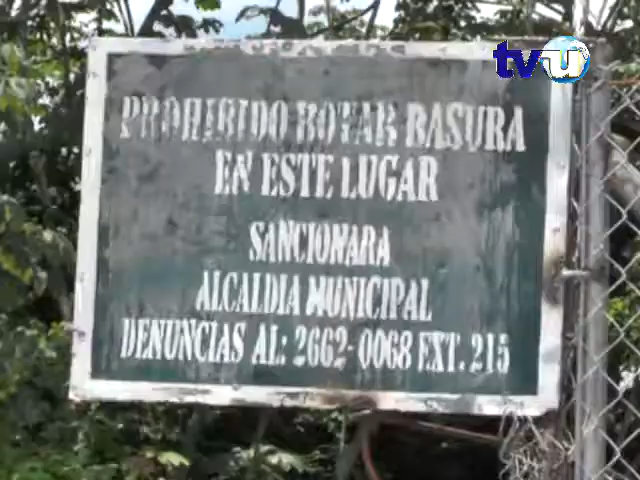 tvu
PROHIBIDO BOTAR BASURA
EN ESTE LUGAR
SANCIONARA
ALCALDIA MUNICIPAL
DENUNCIAS AL: 2662-0068 EXT. 215